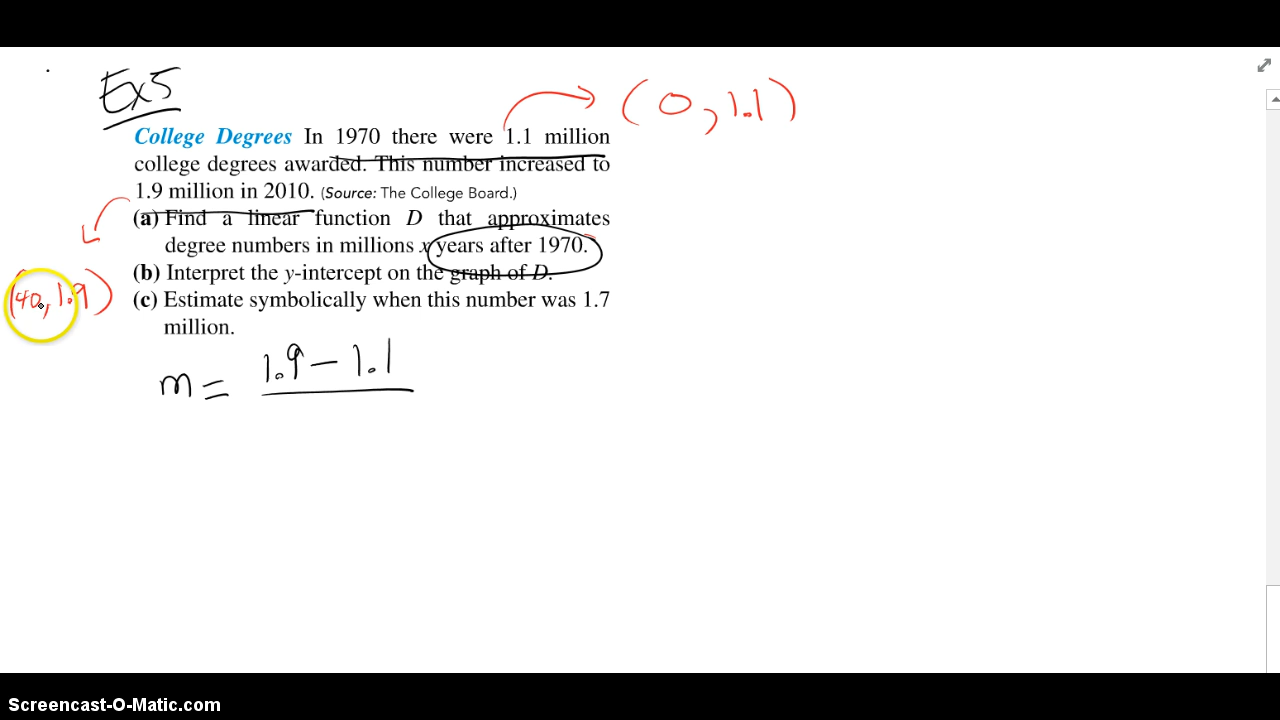 Ex 5
(0, 1.1)
College Degrees In 1970 there were 1.1 million
college degrees awarded. This number increased to
1.9 million in 2010. (Source: The College Board.)
(a) Find a linear function D that approximates
degree numbers in millions x years after 1970.
(b) Interpret the y-intercept on the graph of D.
(40, 1.9)
(c) Estimate symbolically when this number was 1.7
million.
m = 1.9 - 1.1
Screencast-O-Matic.com